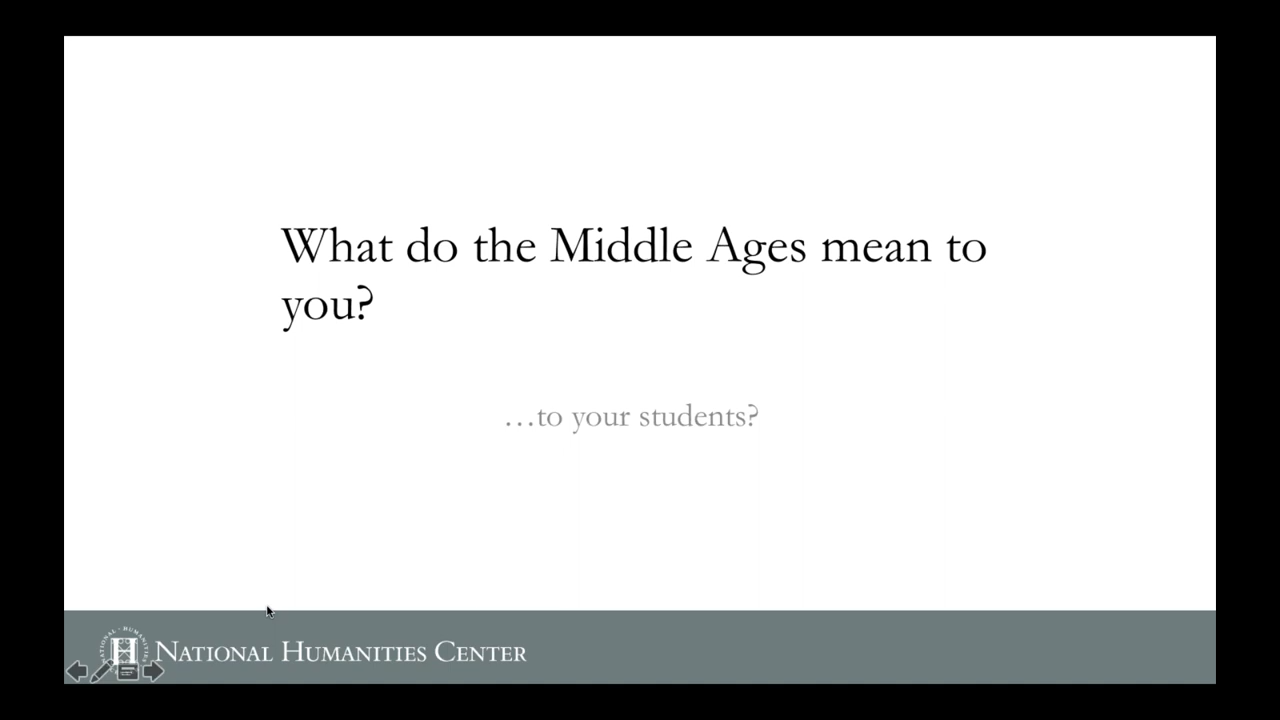 What do the Middle Ages mean to
you?
…to your students?
NATIONAL HUMANITIES CENTER